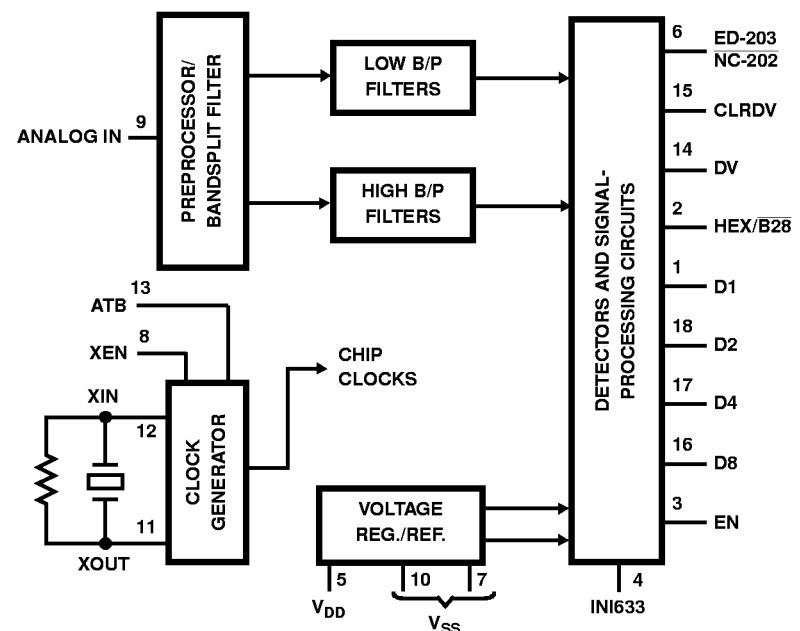 9
ANALOG IN
PREPROCESSOR/
BANDSPLIT FILTER
LOW B/P
FILTERS
HIGH B/P
FILTERS
DETECTORS AND SIGNAL-
PROCESSING CIRCUITS
6
ED-203
NC-202
15
CLRDV
14
DV
2
HEX/B28
1
D1
18
D2
17
D4
16
D8
3
EN
13
ATB
8
XEN
XIN
12
CLOCK
GENERATOR
11
XOUT
CHIP
CLOCKS
VOLTAGE
REG./REF.
5
10
7
VDD
VSS
4
INI633